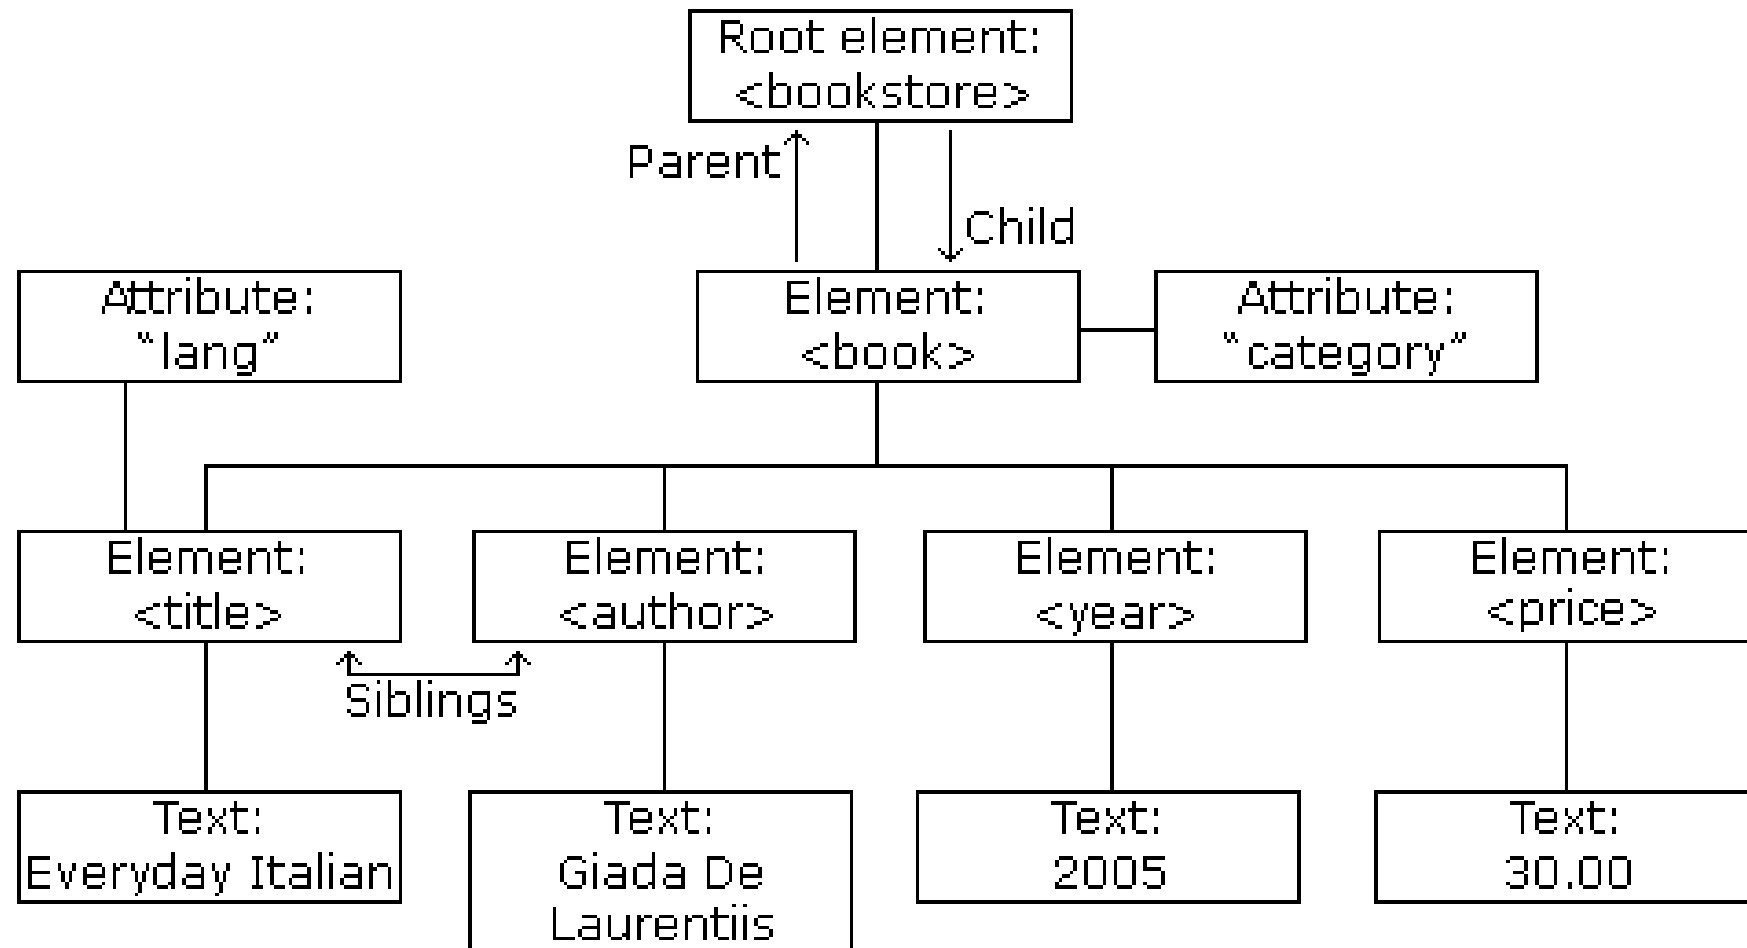 Root element:
<bookstore>
Parent
Child
Attribute:
"lang"
Element:
<book>
Attribute:
"category"
Element:
<title>
Element:
<author>
Element:
<year>
Element:
<price>
Siblings
Text:
Everyday Italian
Text:
Giada De
Laurentiis
Text:
2005
Text:
30.00